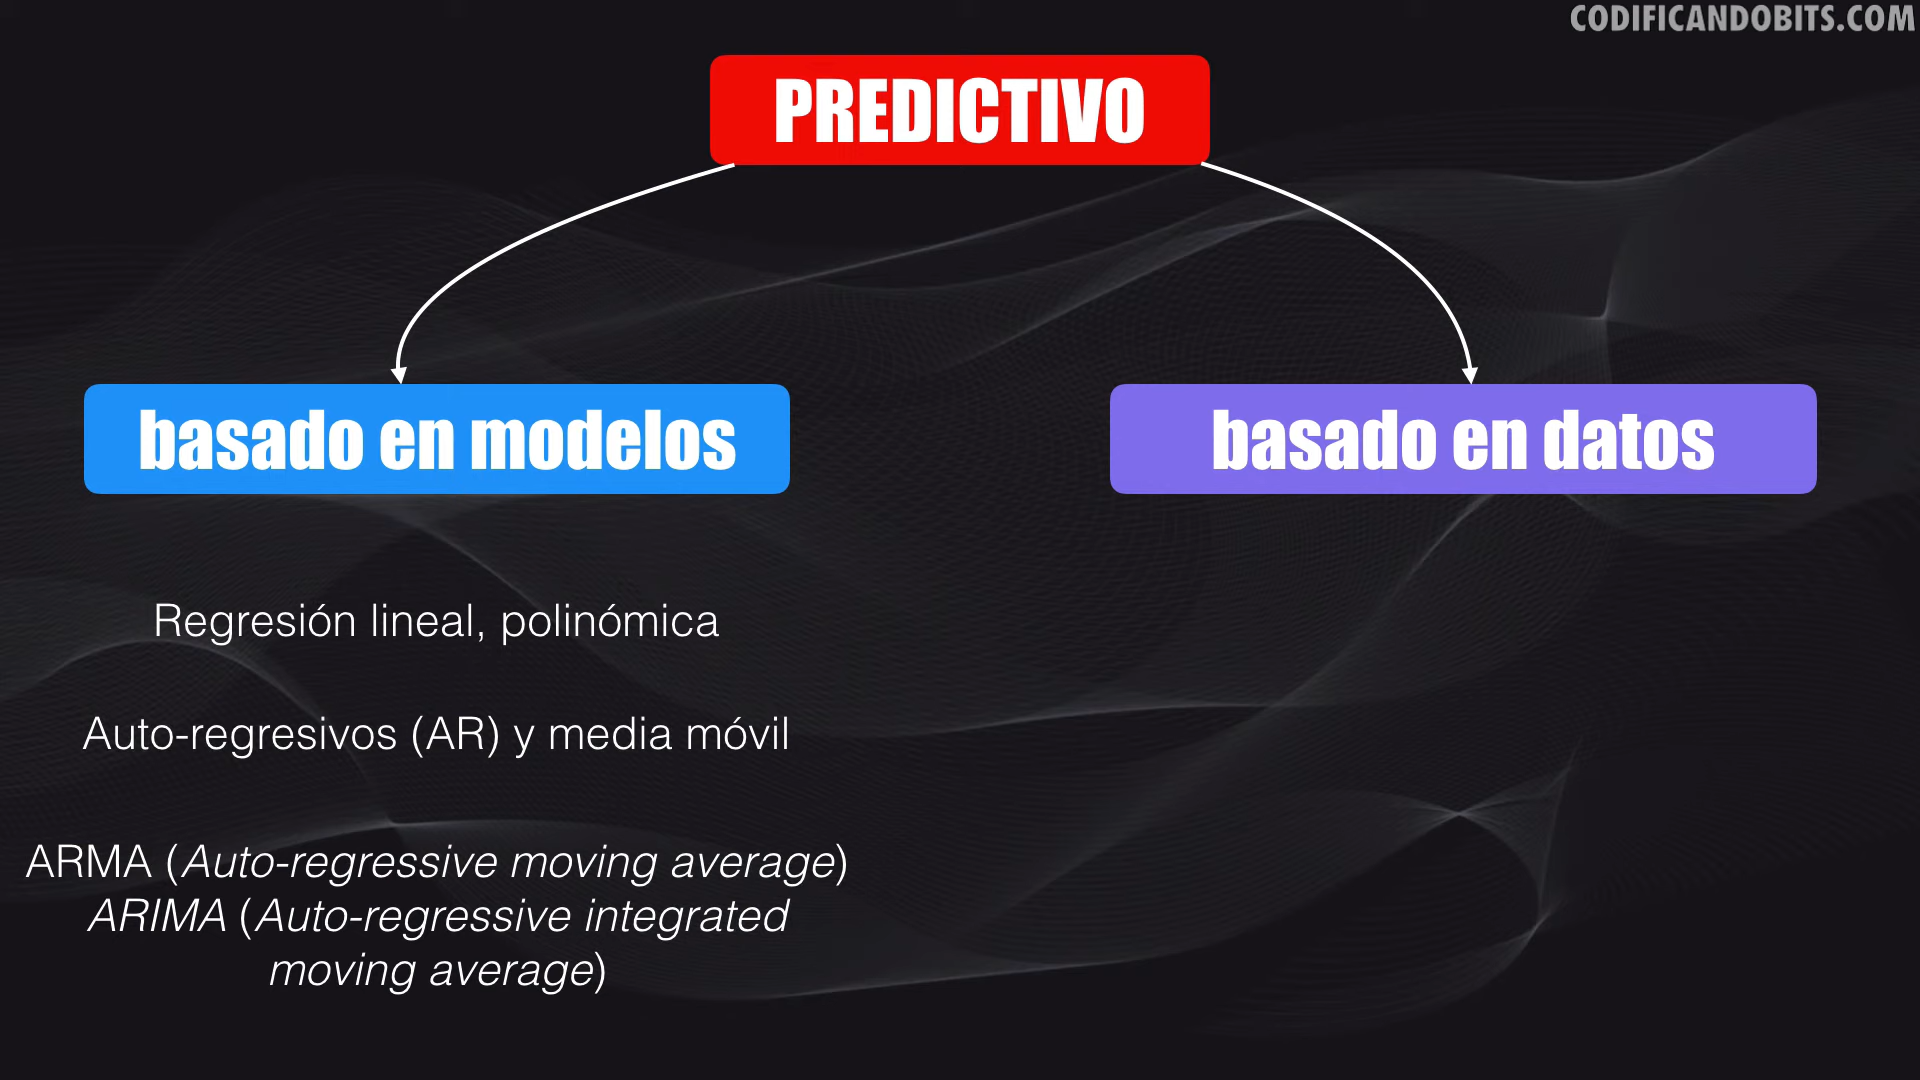 CODIFICANDOBITS.COM
PREDICTIVO
basado en modelos
basado en datos
Regresión lineal, polinómica
Auto-regresivos (AR) y media móvil
ARMA (Auto-regressive moving average)
ARIMA (Auto-regressive integrated
moving average)